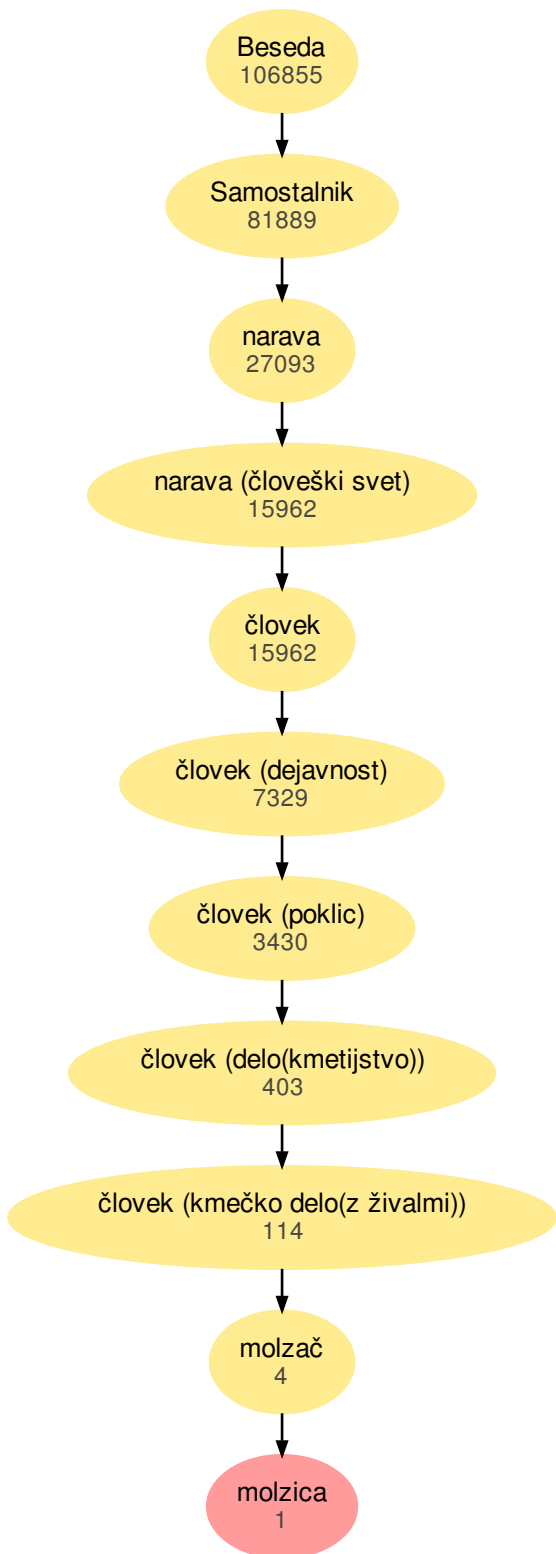 Beseda
106855
Samostalnik
81889
narava
27093
narava (človeški svet)
15962
človek
15962
človek (dejavnost)
7329
človek (poklic)
3430
človek (delo(kmetijstvo))
403
človek (kmečko delo(z živalmi))
114
molzač
4
molzica
1